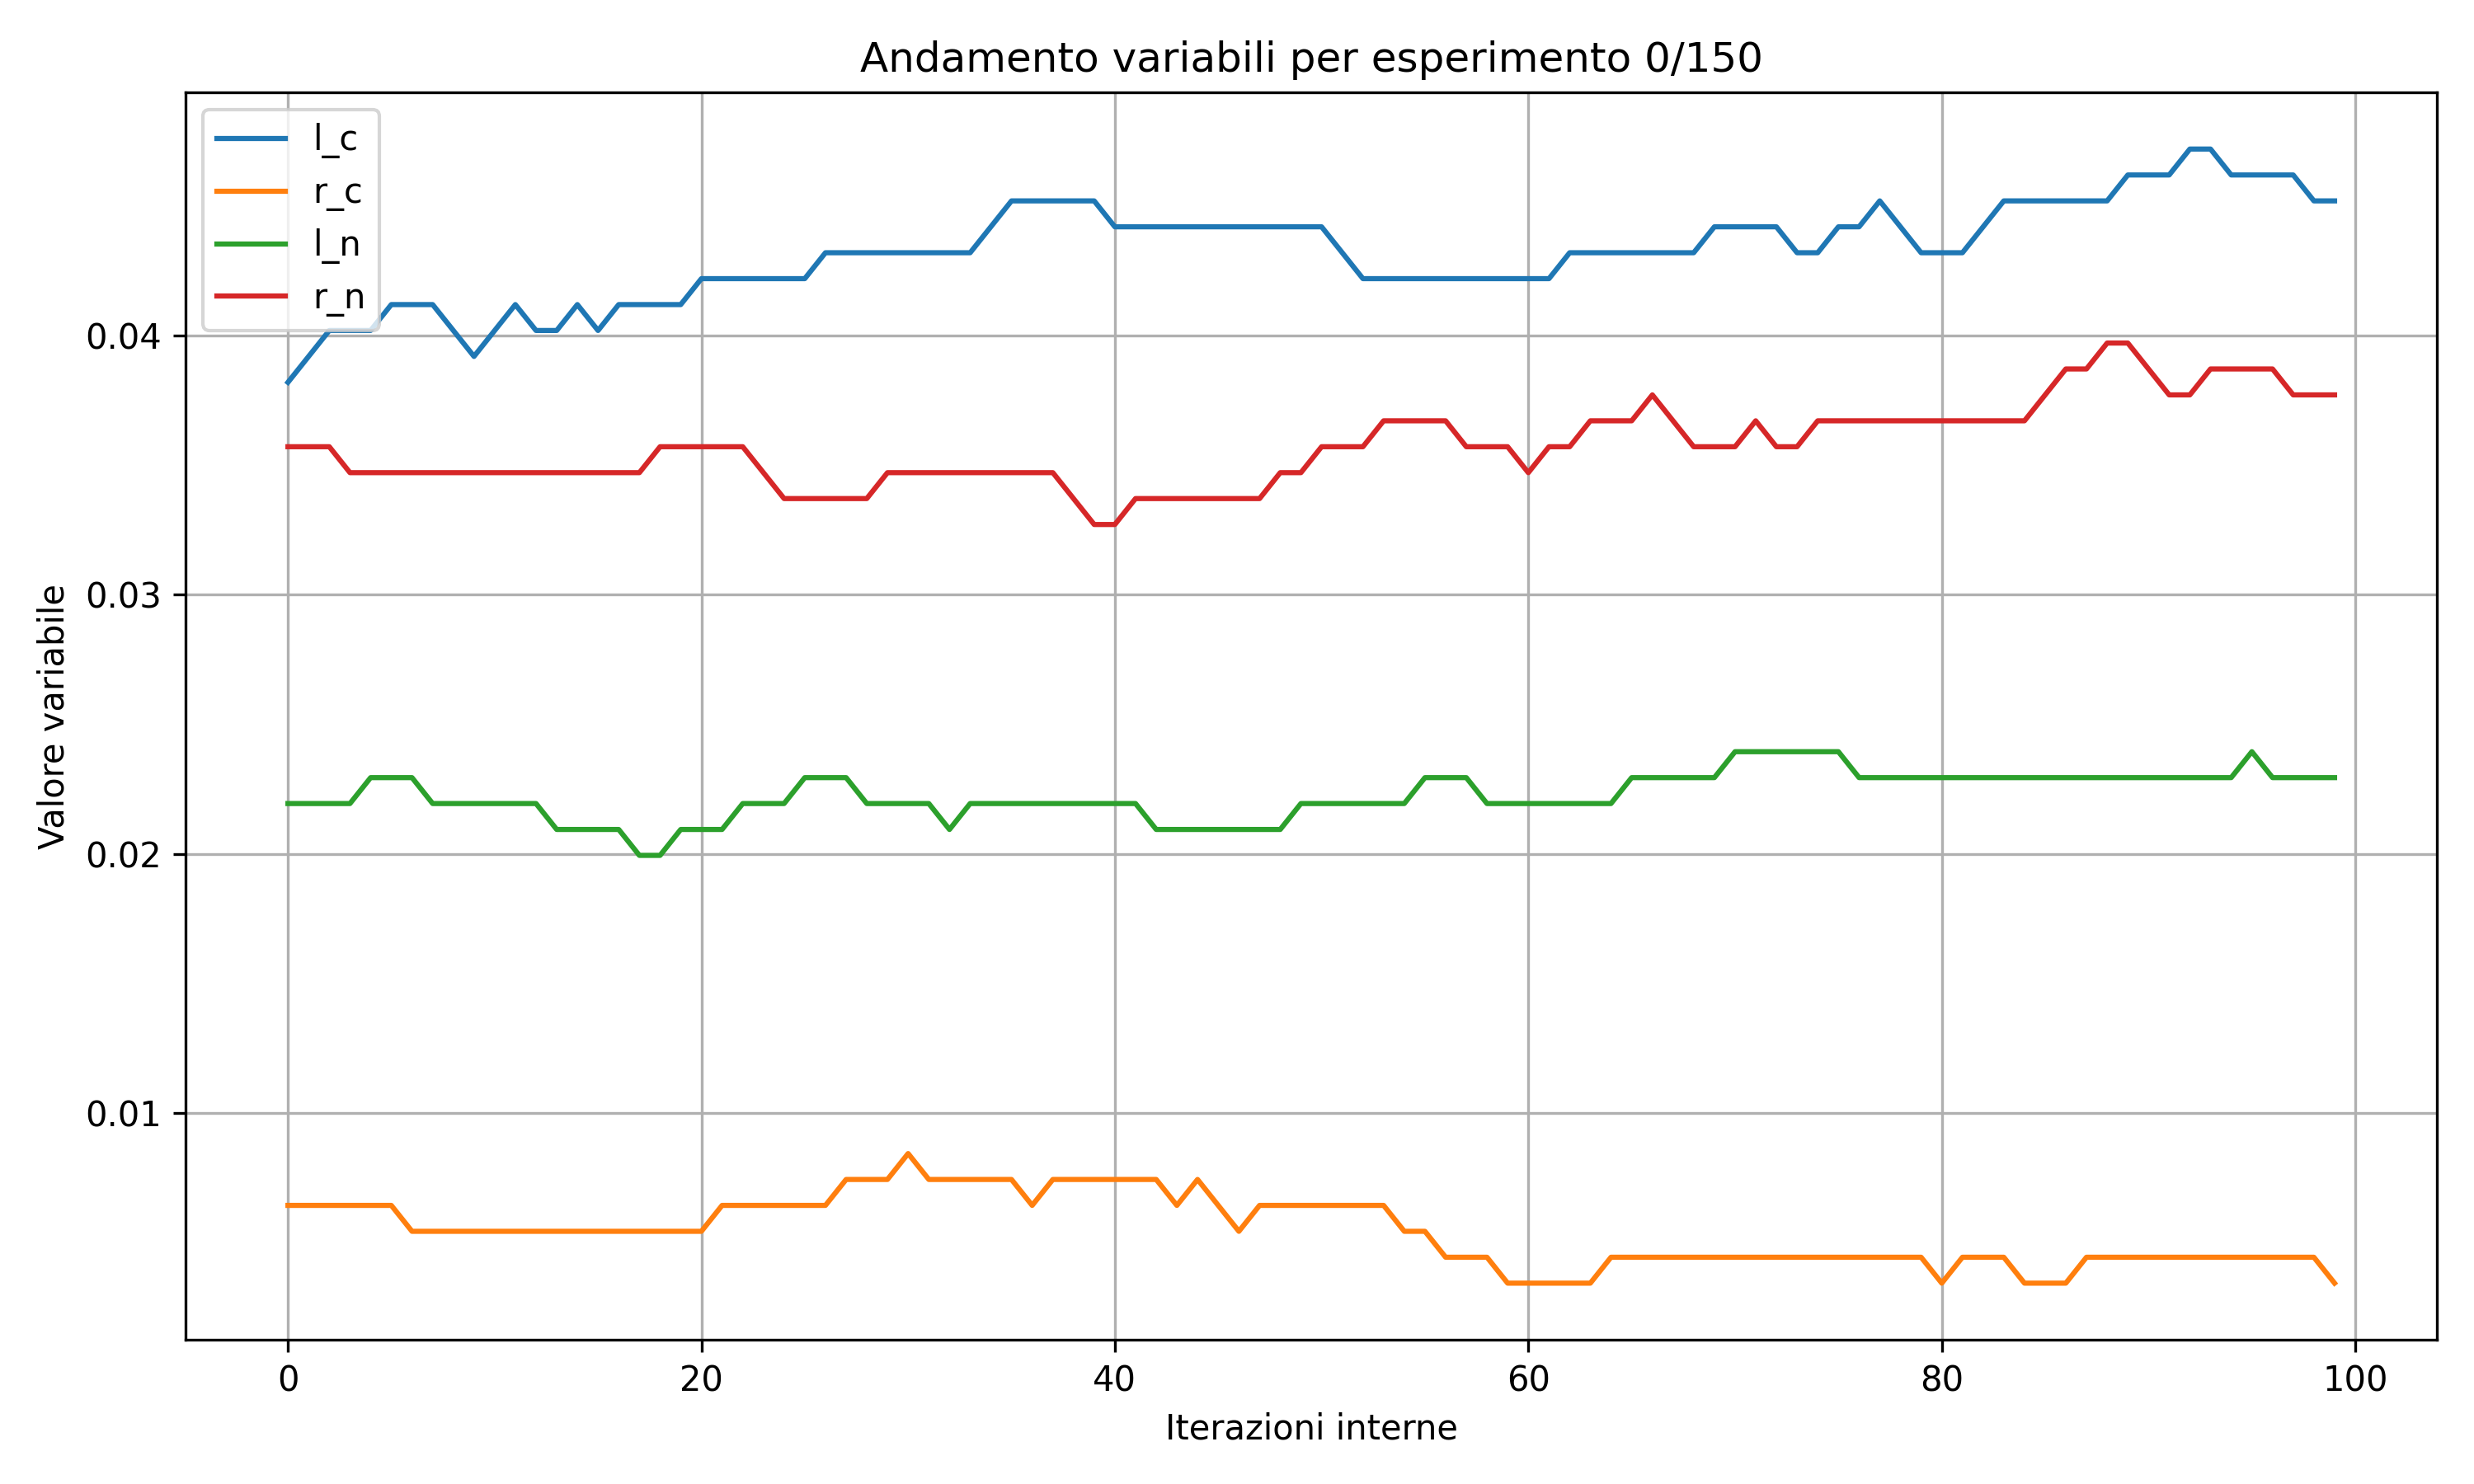 Andamento variabili per esperimento 0/150
l_c
r_c
l_n
r_n
Valore variabile
0.04
0.03
0.02
0.01
0 20 40 60 80 100
Iterazioni interne